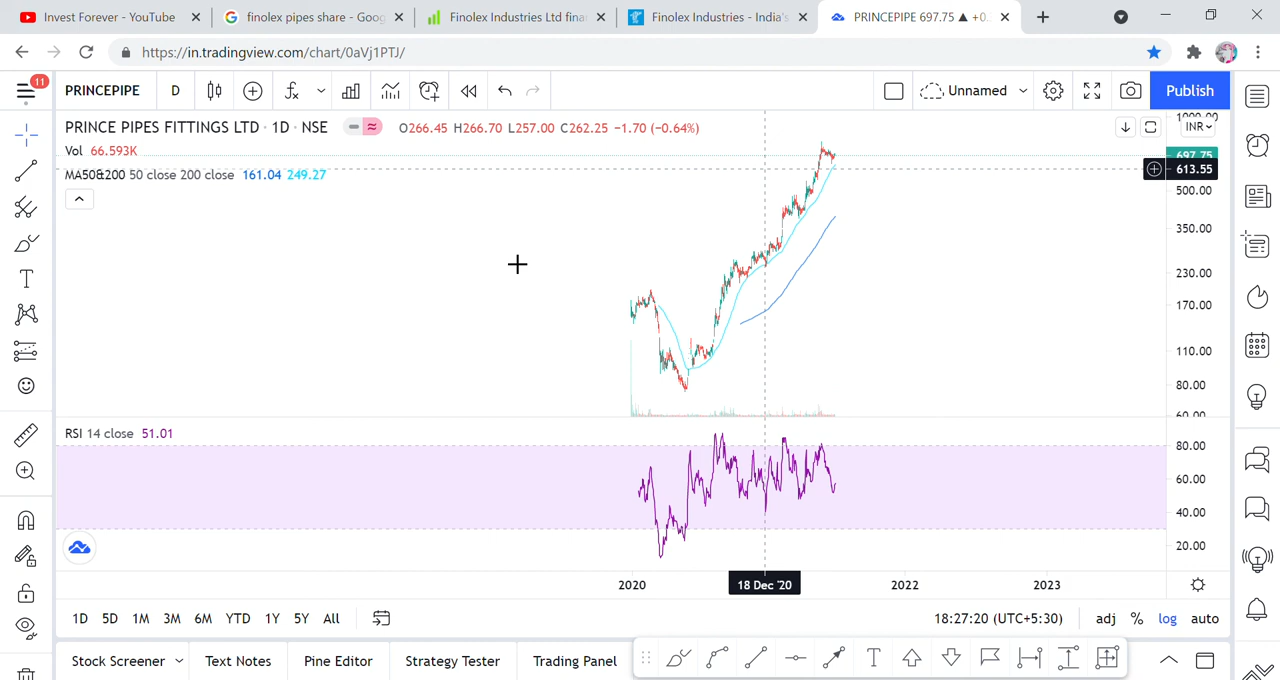 Invest Forever - YouTube
finolex pipes share - Goog
Finolex Industries Ltd fina
Finolex Industries - India's
PRINCEPIPE 697.75 ▲ +0.
https://in.tradingview.com/chart/0aVj1PTJ/
11
PRINCEPIPE
D
Unnamed
Publish
PRINCE PIPES FITTINGS LTD · 1D · NSE
O266.45 H266.70 L257.00 C262.25 −1.70 (−0.64%)
Vol 66.593K
MA50&200 50 close 200 close 161.04 249.27
1000.00
INR
697.75
613.55
500.00
350.00
230.00
170.00
110.00
80.00
60.00
RSI 14 close 51.01
80.00
60.00
40.00
20.00
2020
18 Dec '20
2022
2023
1D 5D 1M 3M 6M YTD 1Y 5Y All
18:27:20 (UTC+5:30)
adj % log auto
Stock Screener
Text Notes
Pine Editor
Strategy Tester
Trading Panel